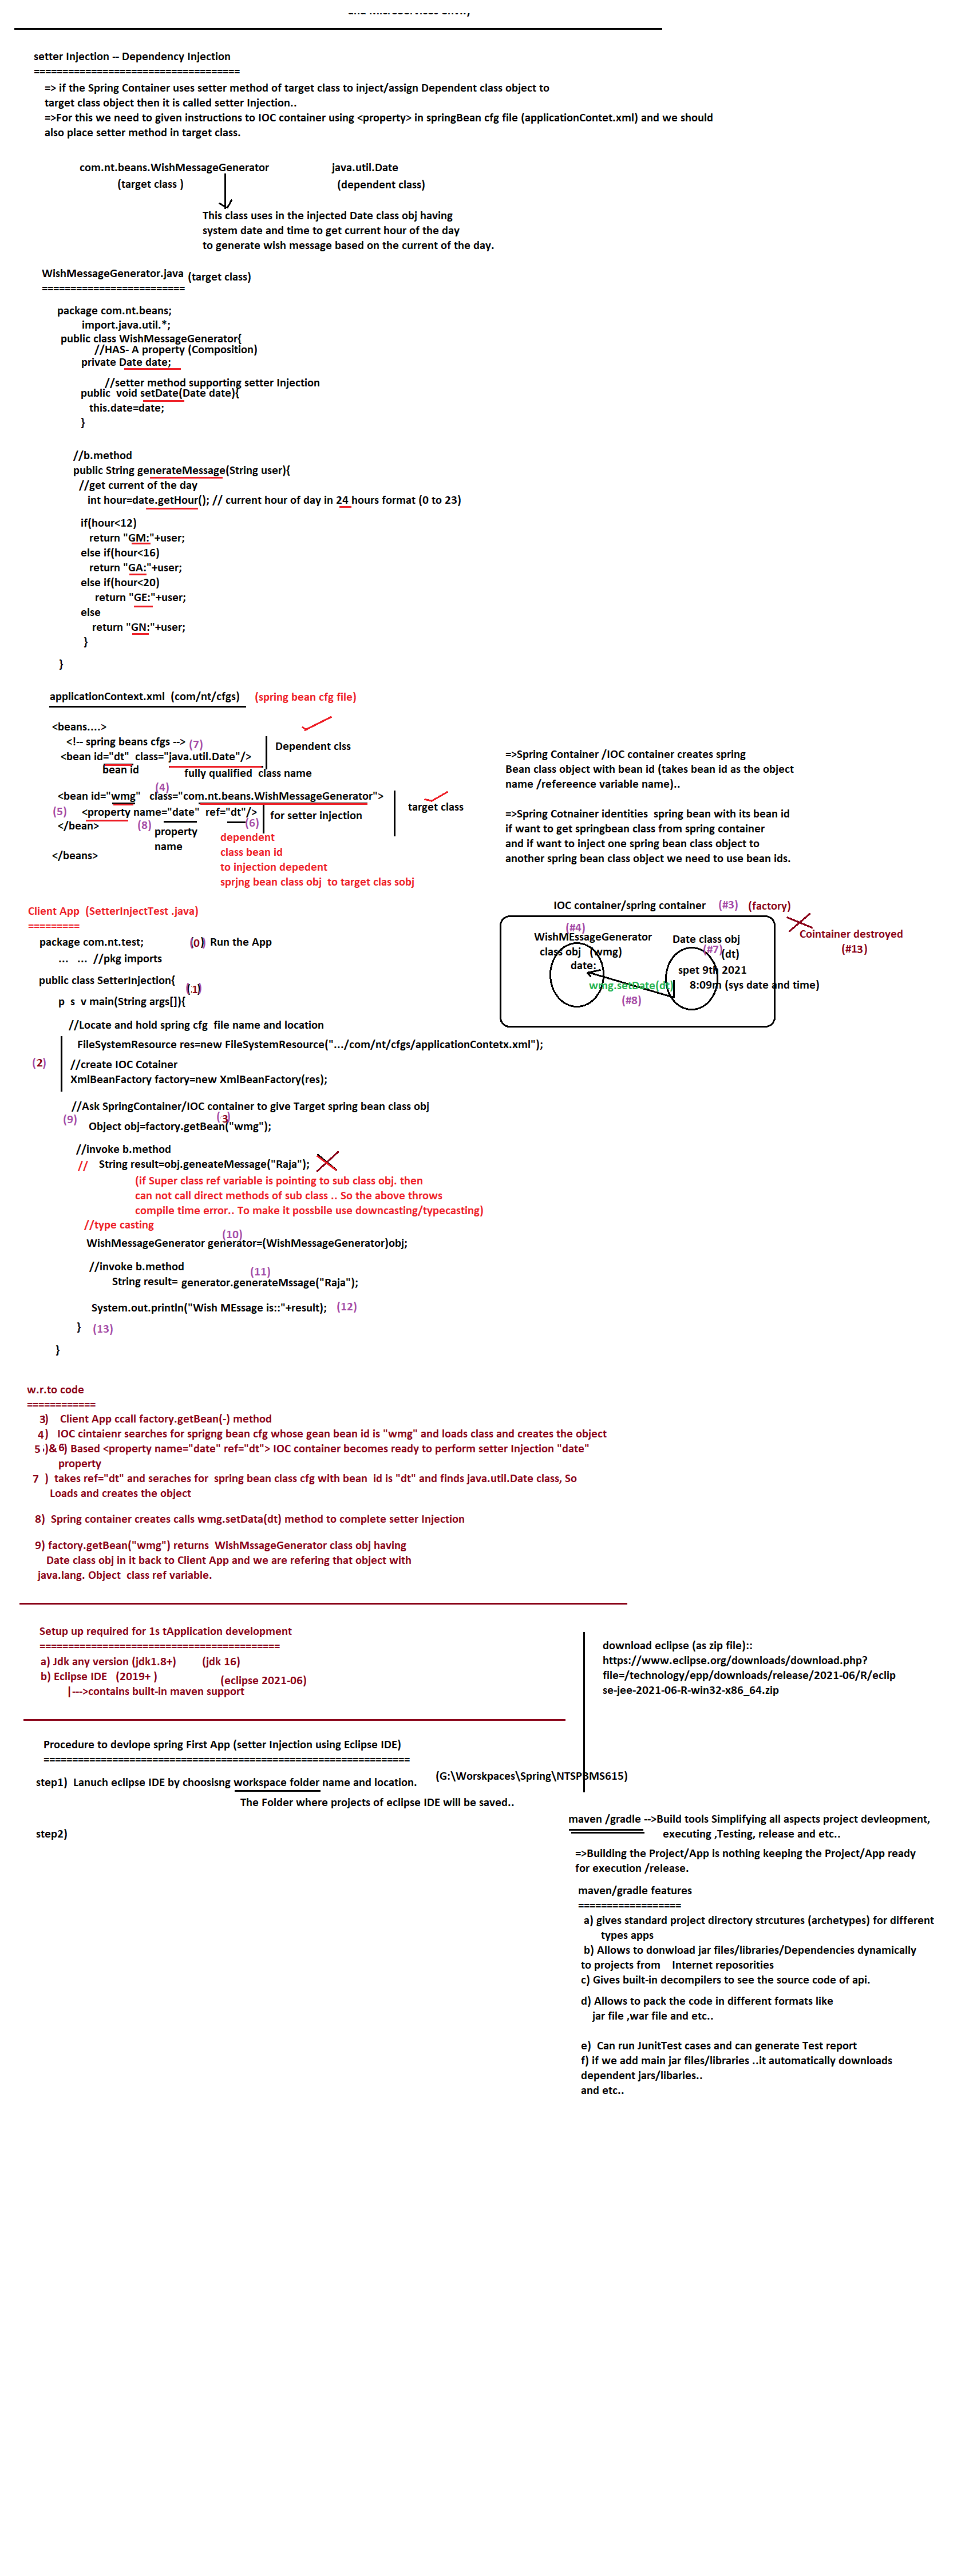 setter Injection -- Dependency Injection
====================================
=> if the Spring Container uses setter method of target class to inject/assign Dependent class object to
target class object then it is called setter Injection..
=>For this we need to given instructions to IOC container using <property> in springBean cfg file (applicationContet.xml) and we should
also place setter method in target class.
com.nt.beans.WishMessageGenerator java.util.Date
(target class ) (dependent class)
This class uses in the injected Date class obj having
system date and time to get current hour of the day
to generate wish message based on the current of the day.
WishMessageGenerator.java (target class)
=========================
package com.nt.beans;
import.java.util.*;
public class WishMessageGenerator{
//HAS- A property (Composition)
private Date date;
//setter method supporting setter Injection
public void setDate(Date date){
this.date=date;
}
//b.method
public String generateMessage(String user){
//get current of the day
int hour=date.getHour(); // current hour of day in 24 hours format (0 to 23)
if(hour<12)
return "GM:"+user;
else if(hour<16)
return "GA:"+user;
else if(hour<20)
return "GE:"+user;
else
return "GN:"+user;
}
}
applicationContext.xml (com/nt/cfgs) (spring bean cfg file)
<beans....>
<!-- spring beans cfgs --> (7)
<bean id="dt" class="java.util.Date"/> Dependent clss
bean id fully qualified class name
(4)
<bean id="wmg" class="com.nt.beans.WishMessageGenerator"> target class
(5) <property name="date" ref="dt"/> for setter injection
</bean> (8) property name (6)
dependent
class bean id
to injection depedent
sprjng bean class obj to target clas sobj
</beans>
=>Spring Container /IOC container creates spring
Bean class object with bean id (takes bean id as the object
name /refereence variable name)..
=>Spring Cotnainer identities spring bean with its bean id
if want to get springbean class from spring container
and if want to inject one spring bean class object to
another spring bean class object we need to use bean ids.
IOC container/spring container (#3) (factory)
Cointainer destroyed
(#13)
(#4)
WishMEssageGenerator
class obj (wmg)
date:
Date class obj
(#7) (dt)
spet 9th 2021
8:09m (sys date and time)
wmg.setDate(dt)
(#8)
Client App (SetterInjectTest .java)
=========
package com.nt.test; (0) Run the App
... ... //pkg imports
public class SetterInjection{
(1)
p s v main(String args[]){
//Locate and hold spring cfg file name and location
FileSystemResource res=new FileSystemResource(".../com/nt/cfgs/applicationContetx.xml");
(2) //create IOC Cotainer
XmlBeanFactory factory=new XmlBeanFactory(res);
//Ask SpringContainer/IOC container to give Target spring bean class obj
(9) (3)
Object obj=factory.getBean("wmg");
//invoke b.method
// String result=obj.geneateMessage("Raja");
(if Super class ref variable is pointing to sub class obj. then
can not call direct methods of sub class .. So the above throws
compile time error.. To make it possbile use downcasting/typecasting)
//type casting
(10)
WishMessageGenerator generator=(WishMessageGenerator)obj;
//invoke b.method (11)
String result= generator.generateMssage("Raja");
System.out.println("Wish MEssage is::"+result); (12)
} (13)
}
w.r.to code
============
3) Client App ccall factory.getBean(-) method
4) IOC cintaienr searches for sprigng bean cfg whose gean bean id is "wmg" and loads class and creates the object
5 )& 6) Based <property name="date" ref="dt"> IOC container becomes ready to perform setter Injection "date"
property
7 ) takes ref="dt" and seraches for spring bean class cfg with bean id is "dt" and finds java.util.Date class, So
Loads and creates the object
8) Spring container creates calls wmg.setData(dt) method to complete setter Injection
9) factory.getBean("wmg") returns WishMssageGenerator class obj having
Date class obj in it back to Client App and we are refering that object with
java.lang. Object class ref variable.
Setup up required for 1s tApplication development
==========================================
a) Jdk any version (jdk1.8+) (jdk 16)
b) Eclipse IDE (2019+ ) (eclipse 2021-06)
|--->contains built-in maven support
download eclipse (as zip file)::
https://www.eclipse.org/downloads/download.php?
file=/technology/epp/downloads/release/2021-06/R/eclip
se-jee-2021-06-R-win32-x86_64.zip
Procedure to devlope spring First App (setter Injection using Eclipse IDE)
================================================================
step1) Lanuch eclipse IDE by choosisng workspace folder name and location. (G:\Worskpaces\Spring\NTSPBMS615)
The Folder where projects of eclipse IDE will be saved..
step2)
maven /gradle -->Build tools Simplifying all aspects project devleopment,
executing ,Testing, release and etc..
=>Building the Project/App is nothing keeping the Project/App ready
for execution /release.
maven/gradle features
==================
a) gives standard project directory strcutures (archetypes) for different
types apps
b) Allows to donwload jar files/libraries/Dependencies dynamically
to projects from Internet reposorities
c) Gives built-in decompilers to see the source code of api.
d) Allows to pack the code in different formats like
jar file ,war file and etc..
e) Can run JunitTest cases and can generate Test report
f) if we add main jar files/libraries ..it automatically downloads
dependent jars/libaries..
and etc..